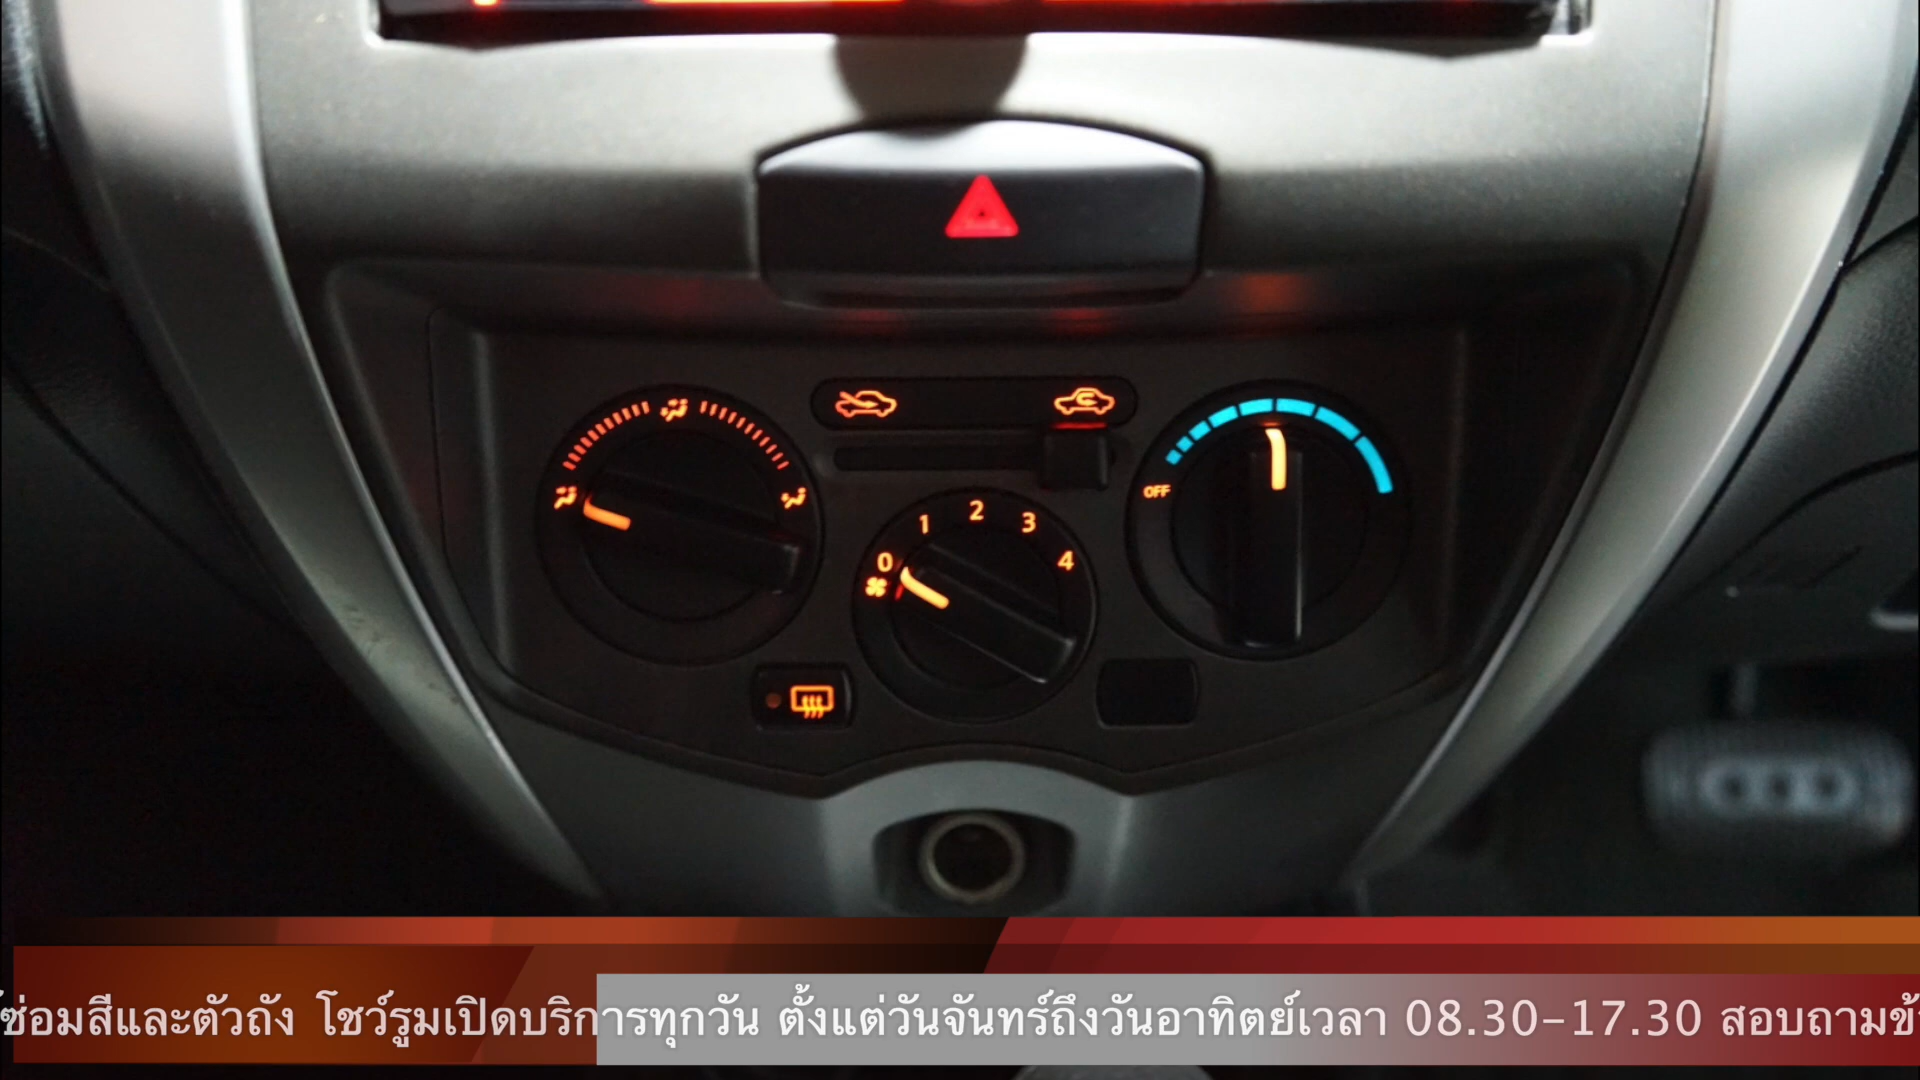 0 1 2 3 4
OFF
ซ่อมสีและตัวถัง โชว์รูมเปิดบริการทุกวัน ตั้งแต่วันจันทร์ถึงวันอาทิตย์เวลา 08.30-17.30 สอบถาม